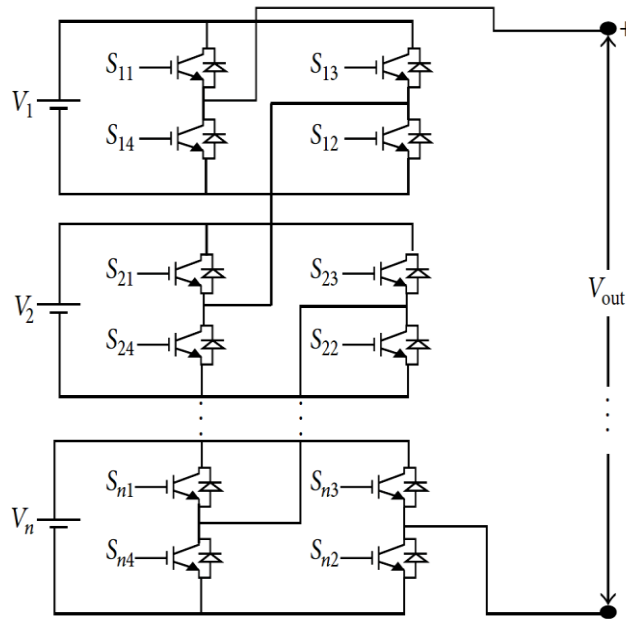 +
S11
S13
V1
S14
S12
S21
S23
V2
Vout
S24
S22
Sn1
Sn3
Vn
Sn4
Sn2